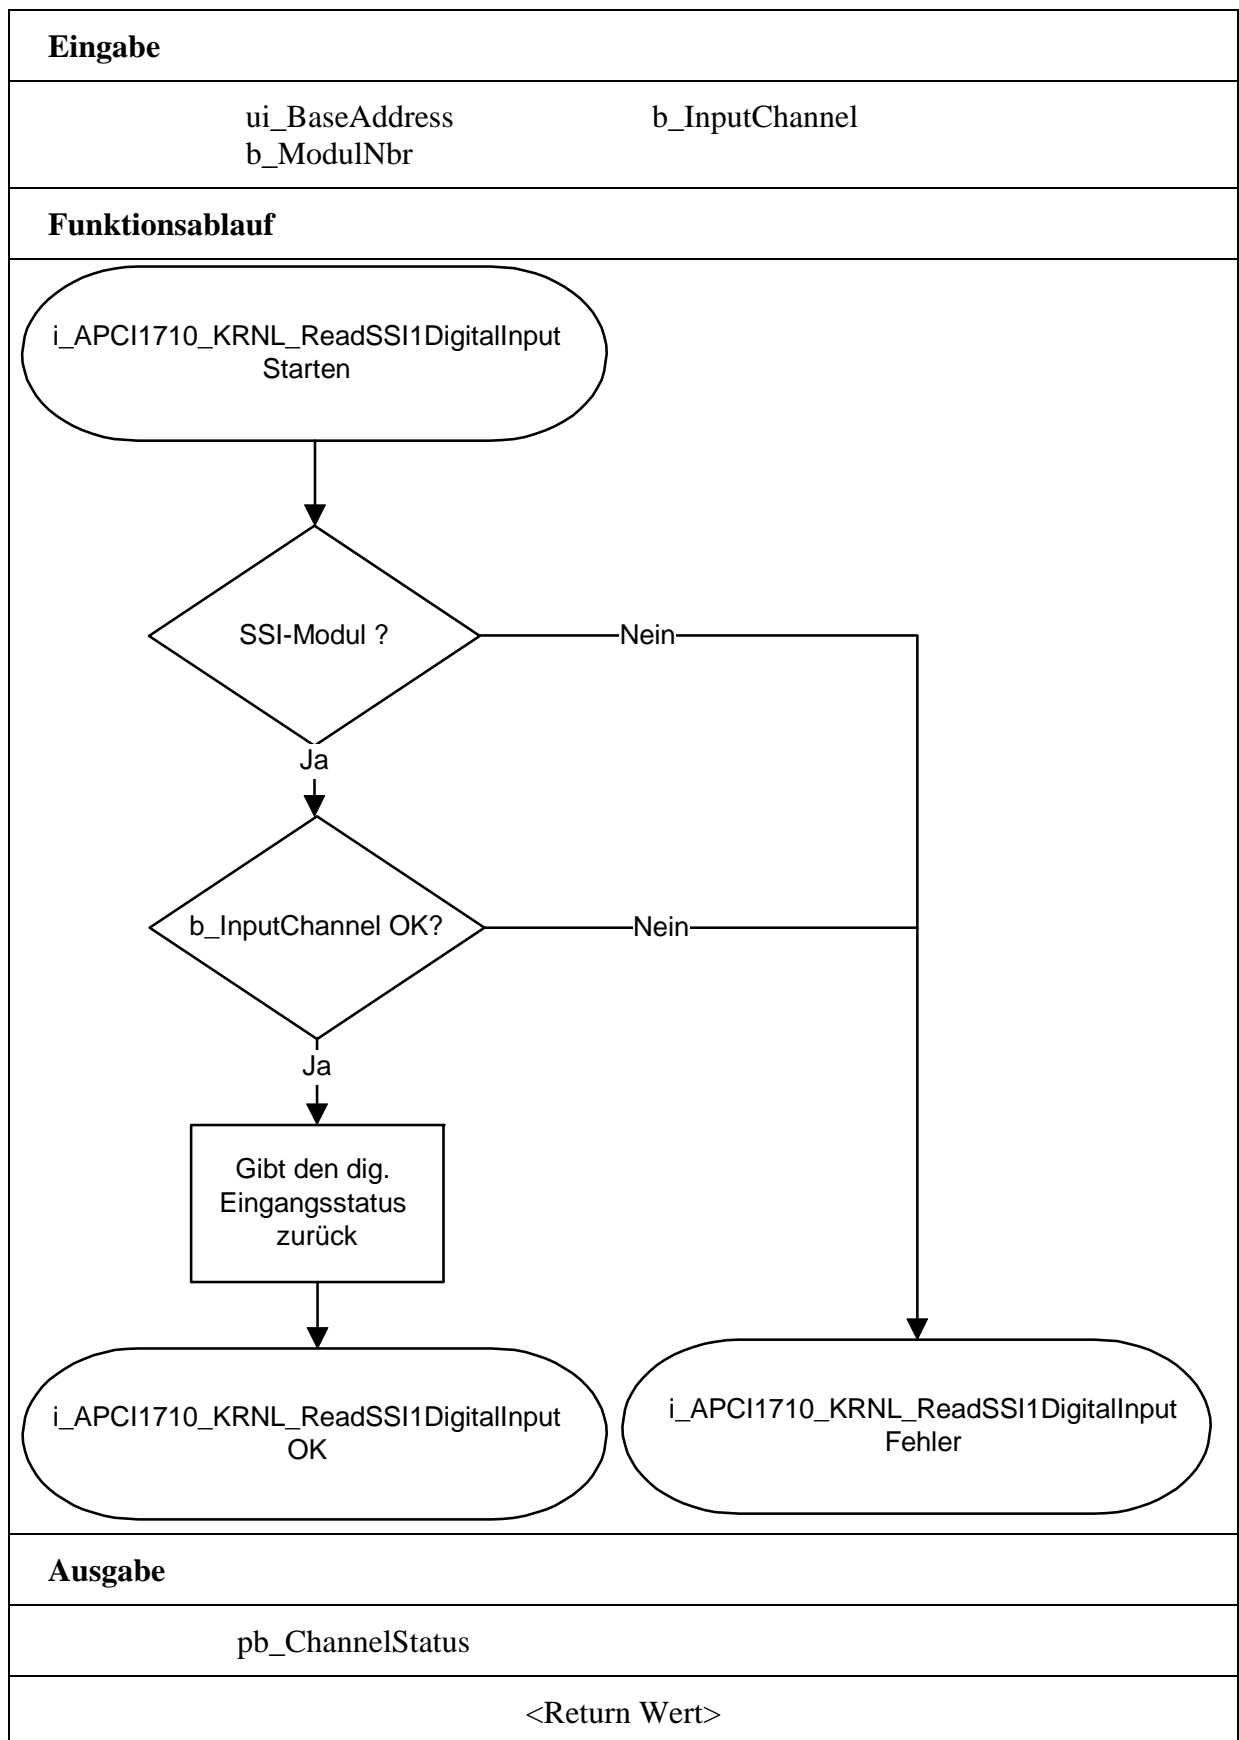 Eingabe
ui_BaseAddress b_InputChannel
b_ModulNbr
Funktionsablauf
i_APCI1710_KRNL_ReadSSI1DigitalInput
Starten
SSI-Modul ?
Nein
Ja
b_InputChannel OK?
Nein
Ja
Gibt den dig.
Eingangsstatus
zurück
i_APCI1710_KRNL_ReadSSI1DigitalInput
OK
i_APCI1710_KRNL_ReadSSI1DigitalInput
Fehler
Ausgabe
pb_ChannelStatus
<Return Wert>